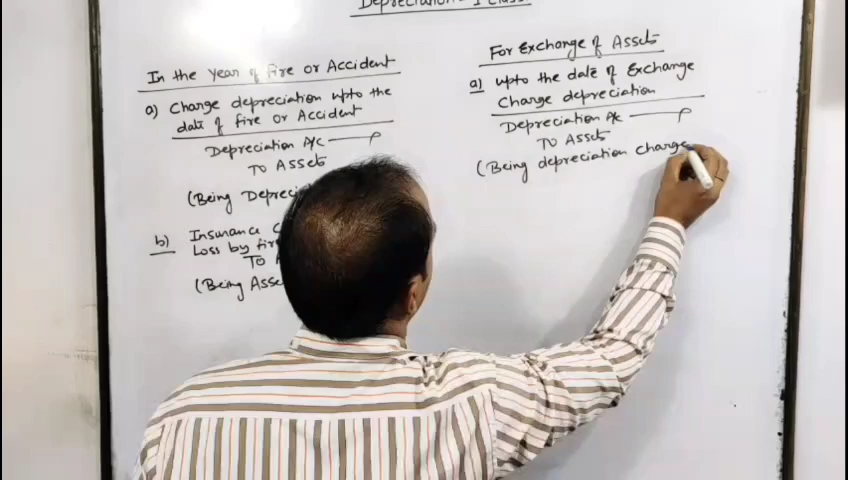 Depreciation - I Class
In the Year of Fire or Accident
a) Charge depreciation upto the
date of fire or Accident
Depreciation A/c
To Assets
(Being Depreci
b) Insurance C
Loss by fir
To A
(Being Asse
For Exchange of Assets
a) upto the date of Exchange
Charge depreciation
Depreciation A/c
To Assets
(Being depreciation charge